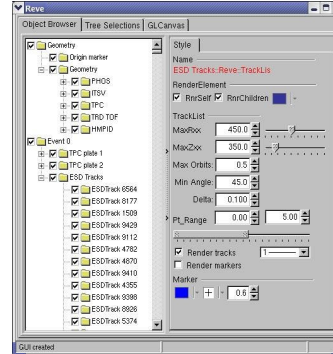 Reve
Object Browser Tree Selections GLCanvas
Geometry
Origin marker
Geometry
PHOS
ITSV
TPC
TRD TOF
HMPID
Event 0
TPC plate 1
TPC plate 2
ESD Tracks
ESDTrack 6564
ESDTrack 8177
ESDTrack 1509
ESDTrack 9429
ESDTrack 9112
ESDTrack 4762
ESDTrack 4870
ESDTrack 9410
ESDTrack 4355
ESDTrack 9398
ESDTrack 8926
ESDTrack 5374
Style
Name
ESD Tracks::Reve::TrackLis
RenderElement
RnrSelf RnrChildren
TrackList
MaxRxx 450.0
MaxZxx 350.0
Max Orbits: 0.5
Min Angle: 45.0
Delta: 0.100
Pt_Range 0.00 5.00
Render tracks 1
Render markers
Marker
0.6
GUI created